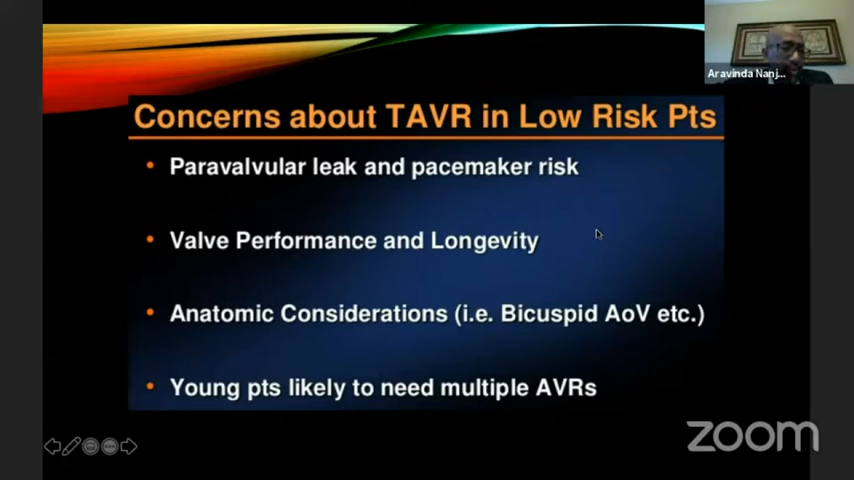 Aravinda Nanj...
Concerns about TAVR in Low Risk Pts
• Paravalvular leak and pacemaker risk
• Valve Performance and Longevity
• Anatomic Considerations (i.e. Bicuspid AoV etc.)
• Young pts likely to need multiple AVRs
zoom